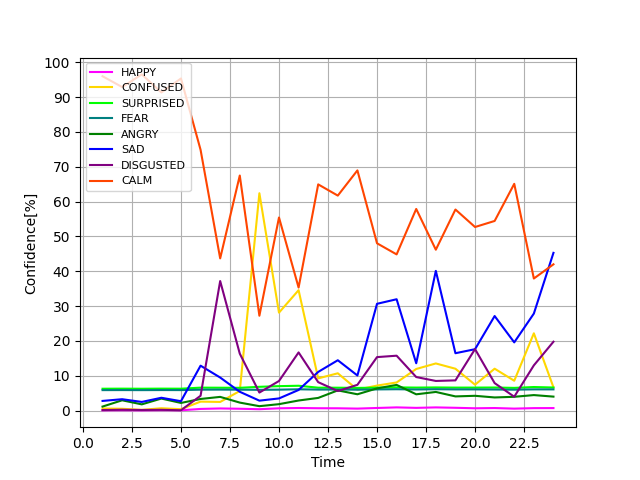 100
90
80
70
60
50
40
30
20
10
0
Confidence[%]
HAPPY
CONFUSED
SURPRISED
FEAR
ANGRY
SAD
DISGUSTED
CALM
0.0 2.5 5.0 7.5 10.0 12.5 15.0 17.5 20.0 22.5
Time